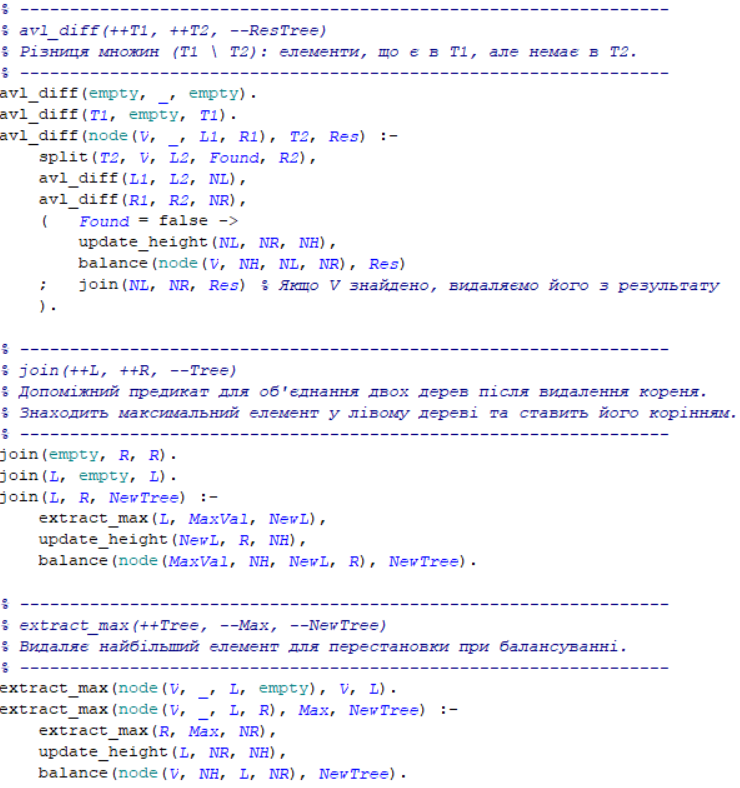 % -----------------------------------------------------------------
% avl_diff(++T1, ++T2, --ResTree)
% Різниця множин (T1 \ T2): елементи, що є в T1, але немає в T2.
% -----------------------------------------------------------------
avl_diff(empty, _, empty).
avl_diff(T1, empty, T1).
avl_diff(node(V, _, L1, R1), T2, Res) :-
    split(T2, V, L2, Found, R2),
    avl_diff(L1, L2, NL),
    avl_diff(R1, R2, NR),
    (   Found = false ->
        update_height(NL, NR, NH),
        balance(node(V, NH, NL, NR), Res)
    ;   join(NL, NR, Res) % Якщо V знайдено, видаляємо його з результату
    ).
% -----------------------------------------------------------------
% join(++L, ++R, --Tree)
% Допоміжний предикат для об'єднання двох дерев після видалення кореня.
% Знаходить максимальний елемент у лівому дереві та ставить його корінням.
% -----------------------------------------------------------------
join(empty, R, R).
join(L, empty, L).
join(L, R, NewTree) :-
    extract_max(L, MaxVal, NewL),
    update_height(NewL, R, NH),
    balance(node(MaxVal, NH, NewL, R), NewTree).
% -----------------------------------------------------------------
% extract_max(++Tree, --Max, --NewTree)
% Видаляє найбільший елемент для перестановки при балансуванні.
% -----------------------------------------------------------------
extract_max(node(V, _, L, empty), V, L).
extract_max(node(V, _, L, R), Max, NewTree) :-
    extract_max(R, Max, NR),
    update_height(L, NR, NH),
    balance(node(V, NH, L, NR), NewTree).